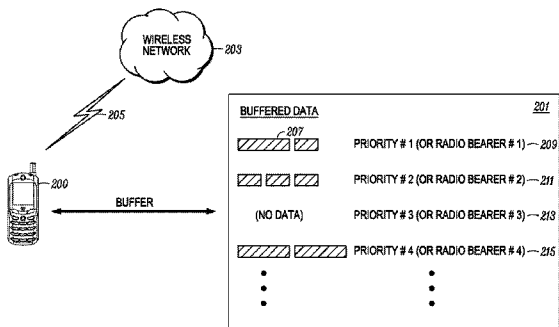 WIRELESS
NETWORK
203
205
200
BUFFER
201
BUFFERED DATA
207
PRIORITY # 1 (OR RADIO BEARER # 1)
209
PRIORITY # 2 (OR RADIO BEARER # 2)
211
(NO DATA)
PRIORITY # 3 (OR RADIO BEARER # 3)
213
PRIORITY # 4 (OR RADIO BEARER # 4)
215